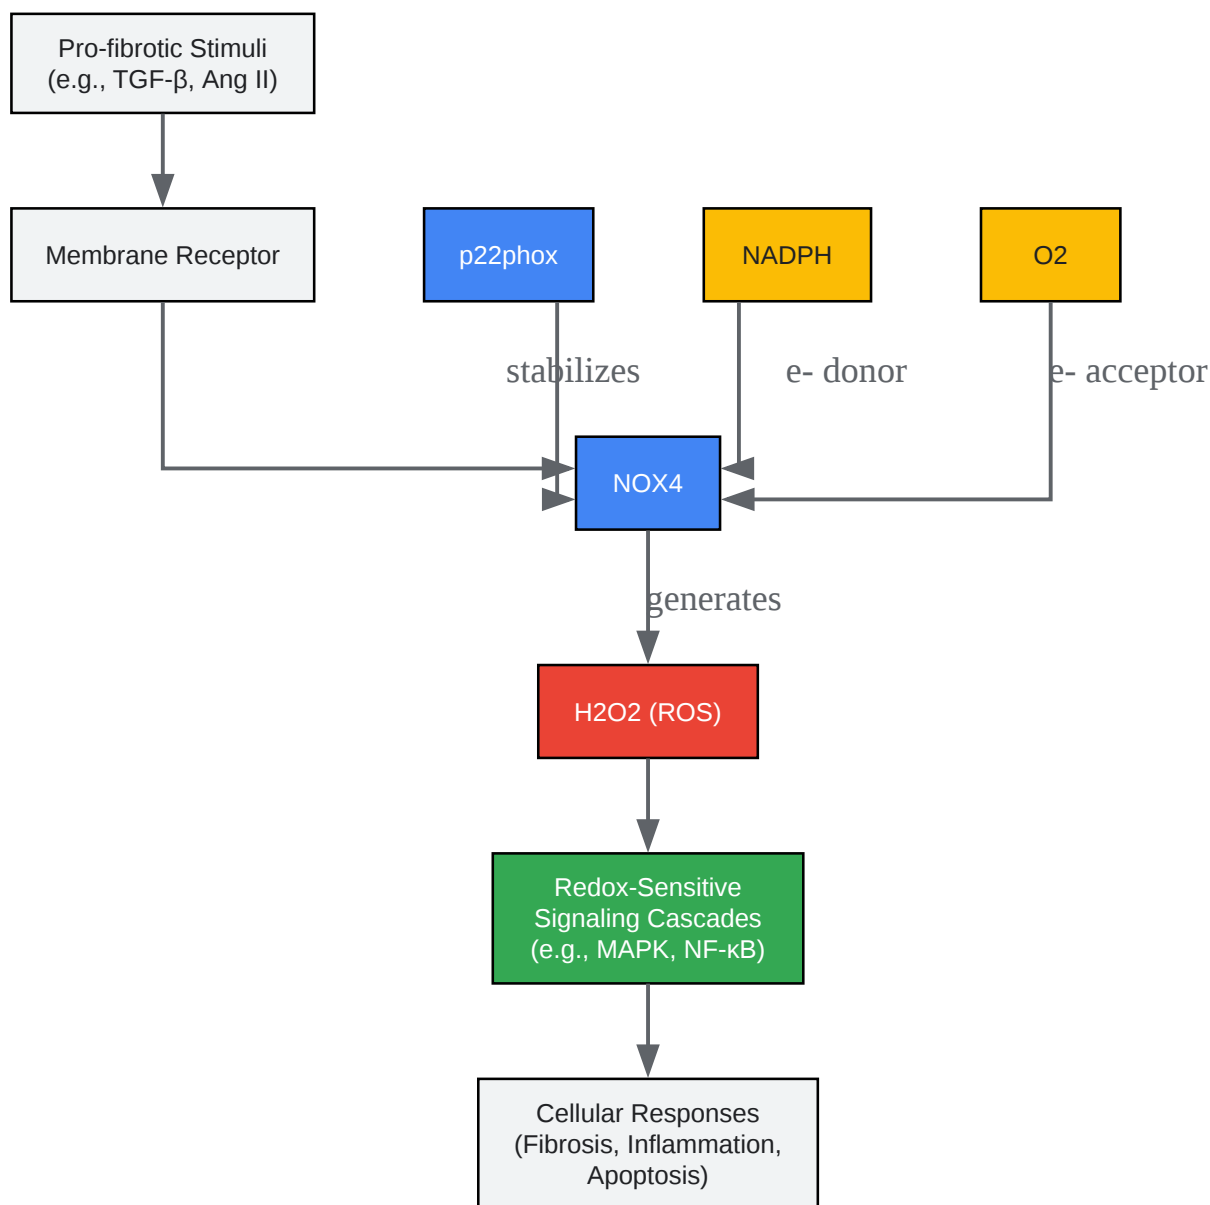 Pro-fibrotic Stimuli
(e.g., TGF-β, Ang II)
Membrane Receptor
p22phox
NADPH
O2
stabilizes
e- donor
e- acceptor
NOX4
generates
H2O2 (ROS)
Redox-Sensitive
Signaling Cascades
(e.g., MAPK, NF-κB)
Cellular Responses
(Fibrosis, Inflammation,
Apoptosis)